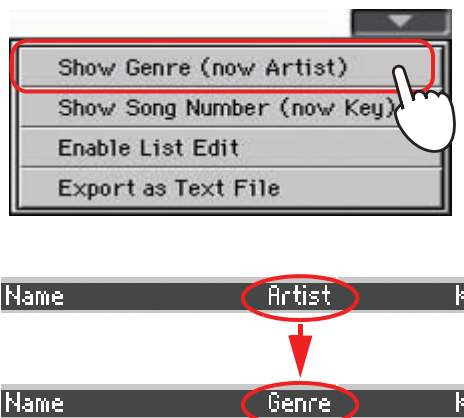 Show Genre (now Artist)
Show Song Number (now Key)
Enable List Edit
Export as Text File
Name Artist
Name Genre